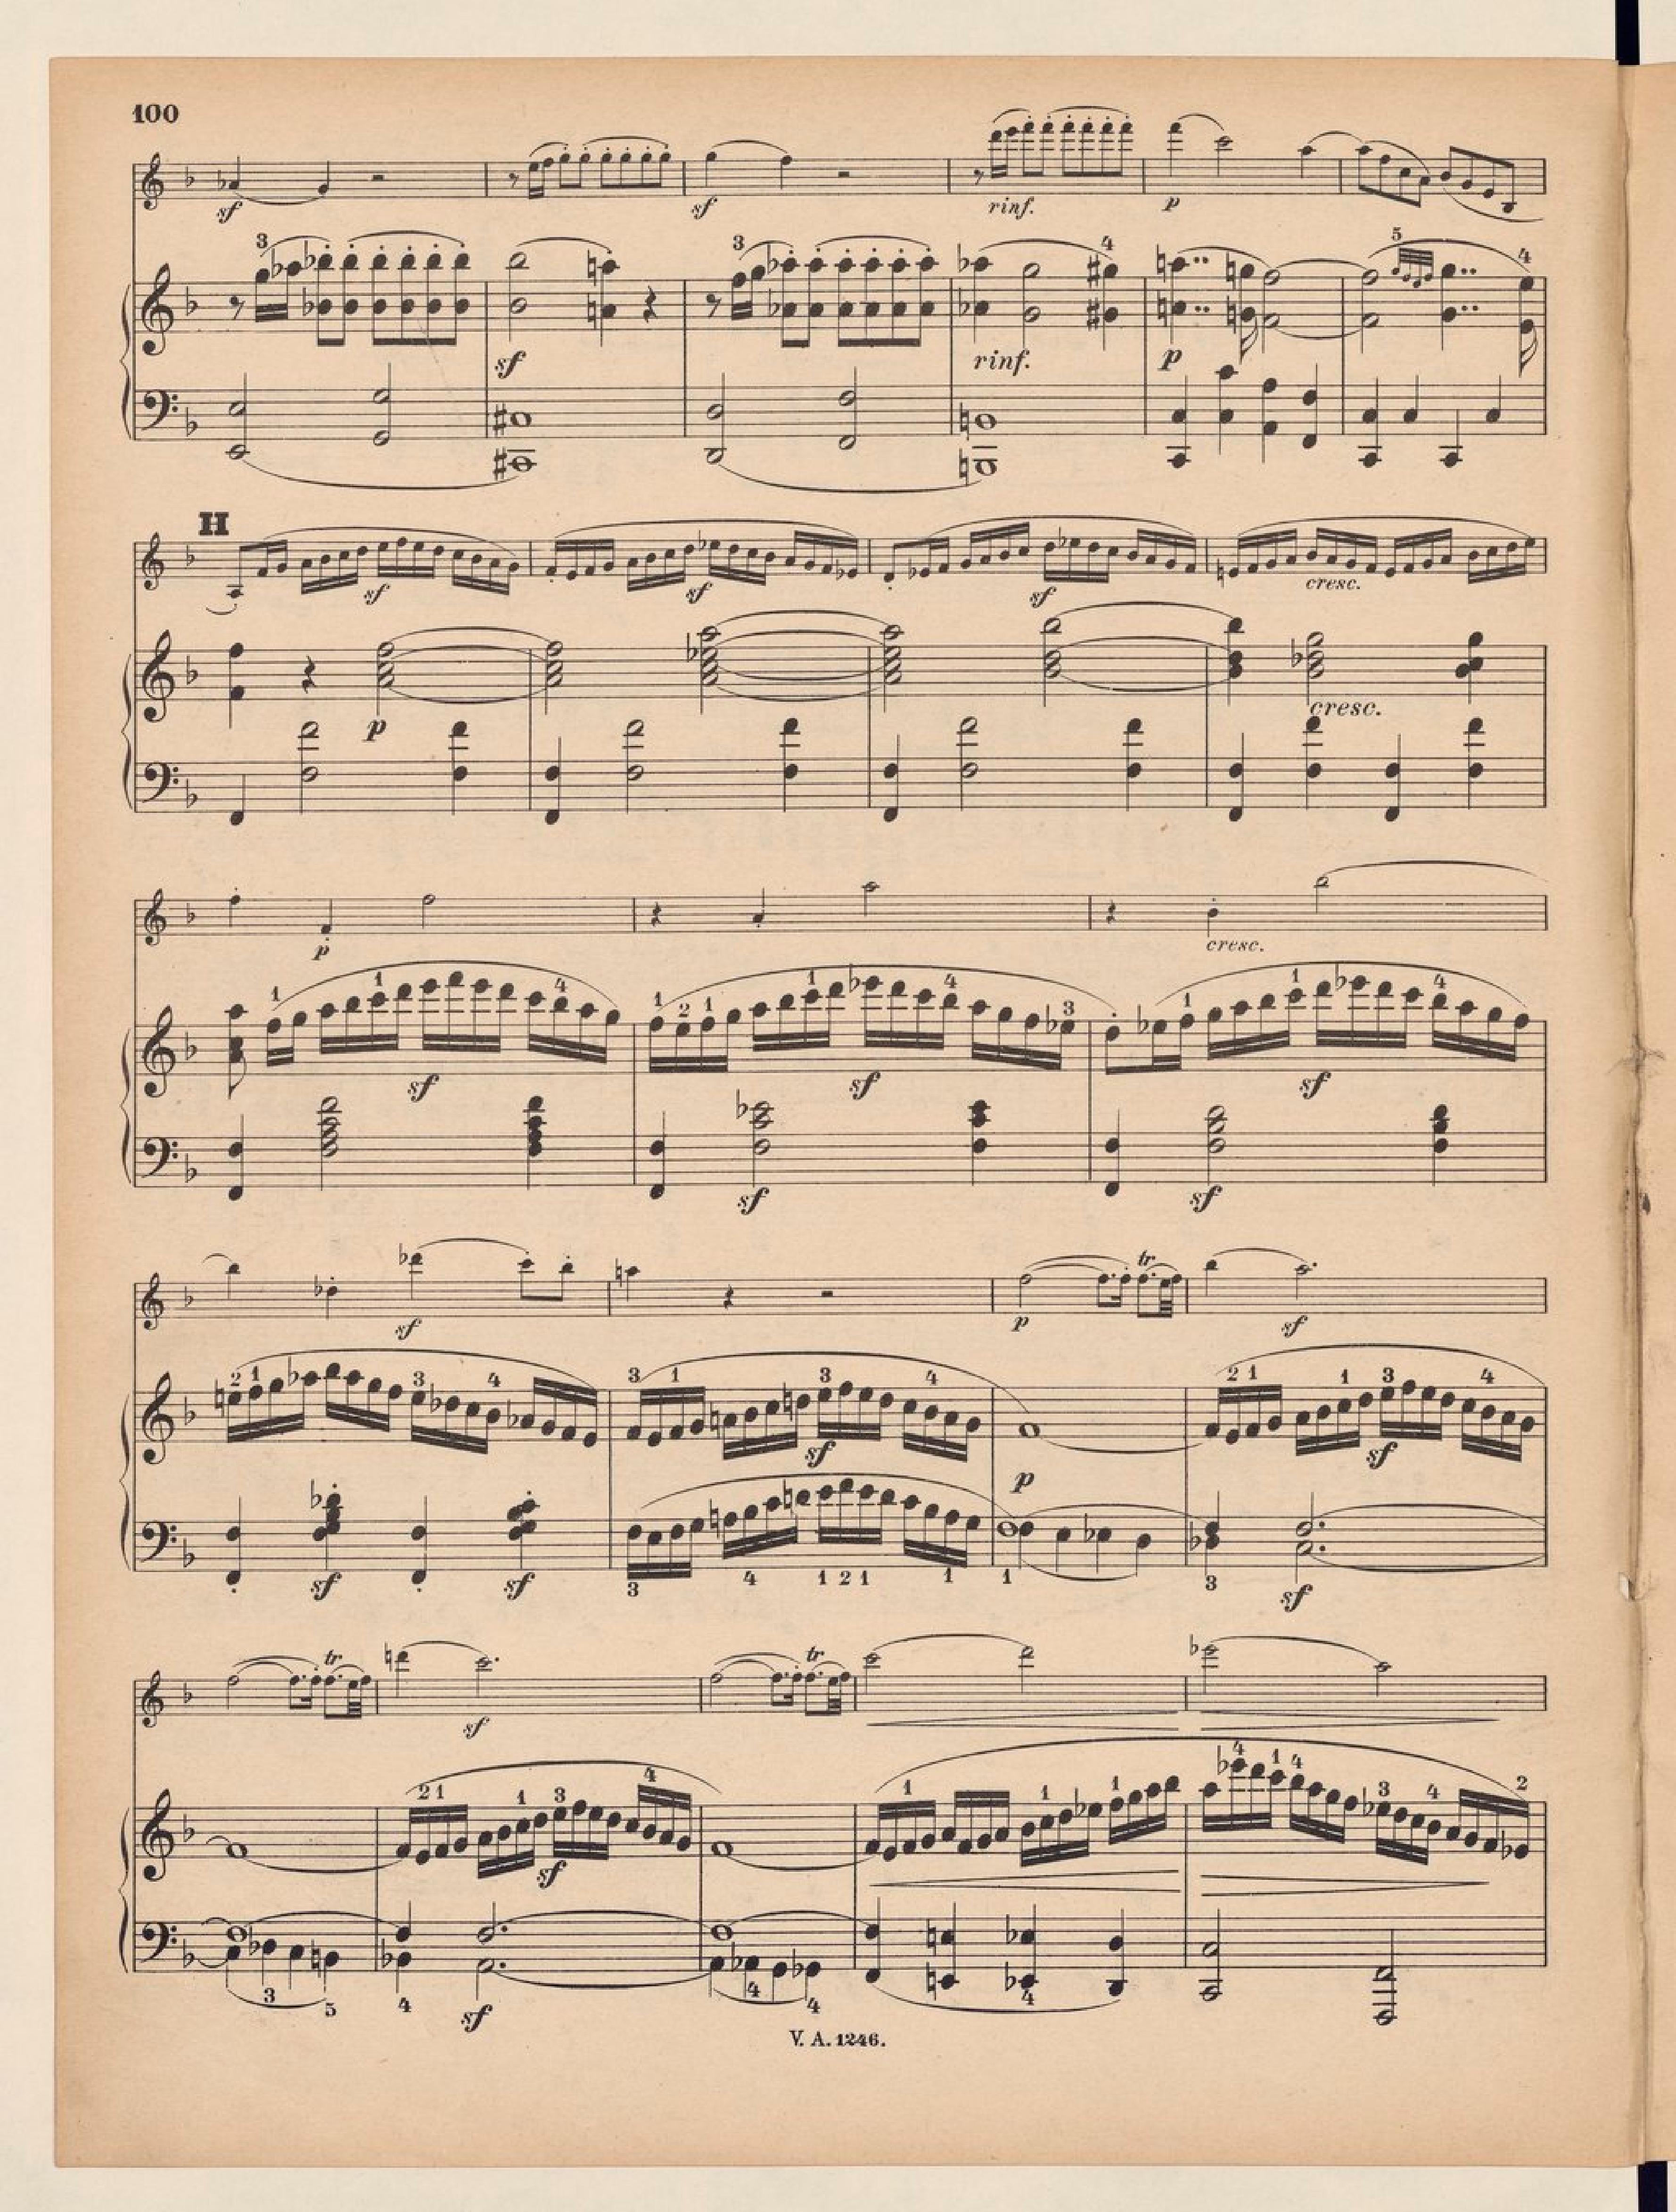 100
sf sf rinf. p
3 3 4 5 4
sf rinf. p
H
sf sf sf cresc.
p cresc.
p cresc.
1 1 4 1 2 1 1 4 3 1 1 4
sf sf sf
sf sf
tr
sf p sf
2 1 3 4 3 1 3 4 2 1 1 3 4
sf p sf
sf sf sf
3 4 1 2 1 1 1 3
tr tr
sf
2 1 1 3 4 1 1 1 4 1 4 3 4 2
sf
3 5 4 4 4 4
sf
V. A. 1246.